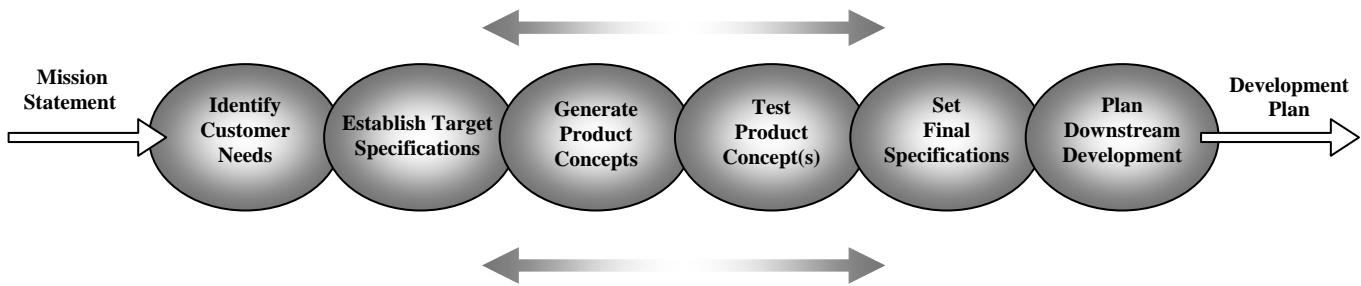 Mission
Statement
Identify
Customer
Needs
Establish Target
Specifications
Generate
Product
Concepts
Test
Product
Concept(s)
Set
Final
Specifications
Plan
Downstream
Development
Development
Plan